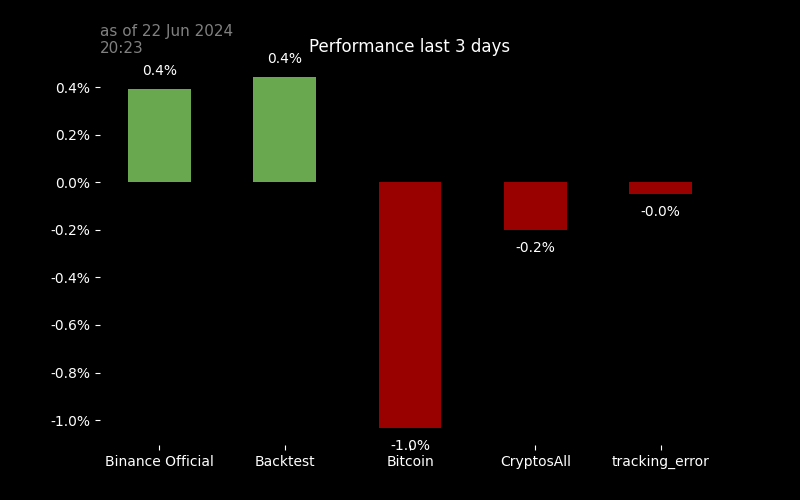 as of 22 Jun 2024
20:23
Performance last 3 days
0.4%
0.4%
0.4%
0.2%
0.0%
-0.2%
-0.4%
-0.6%
-0.8%
-1.0%
-0.0%
-0.2%
-1.0%
Binance Official
Backtest
Bitcoin
CryptosAll
tracking_error